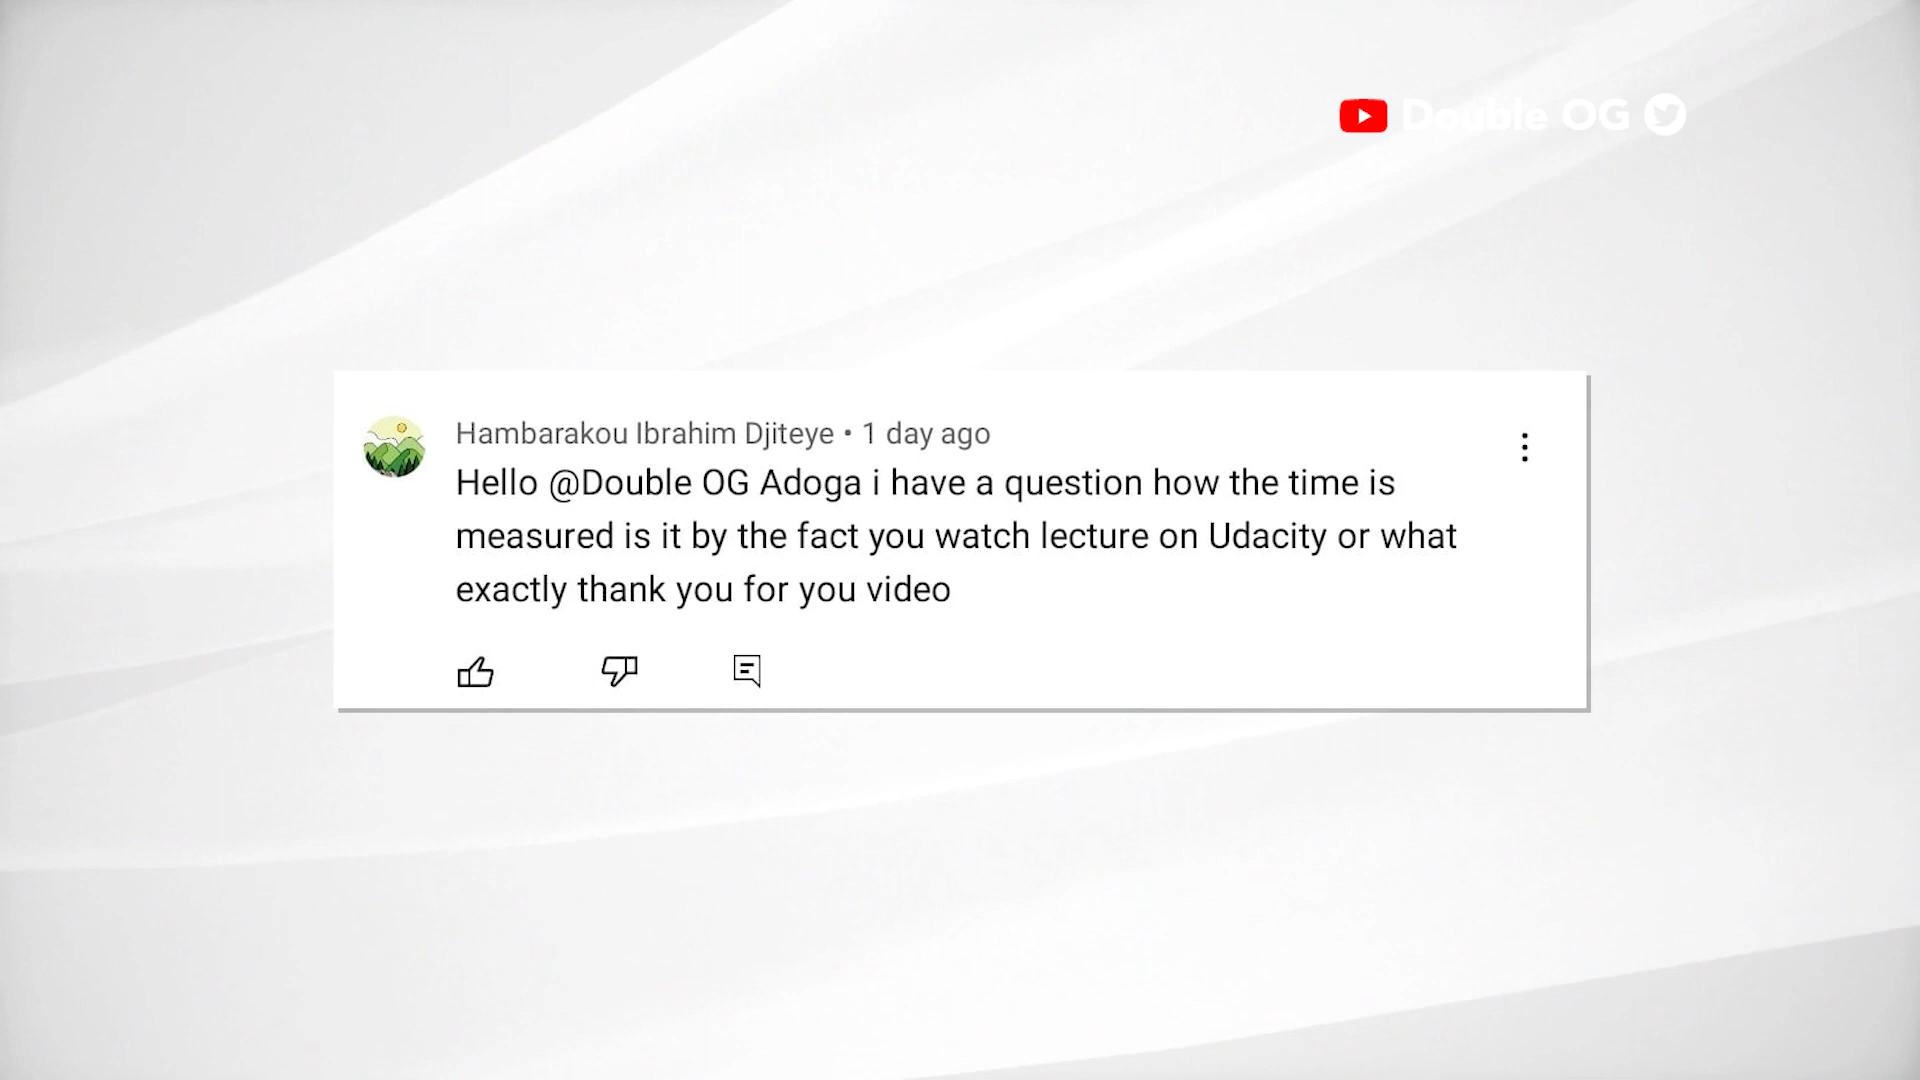 Double OG
Hambarakou Ibrahim Djiteye • 1 day ago
Hello @Double OG Adoga i have a question how the time is
measured is it by the fact you watch lecture on Udacity or what
exactly thank you for you video